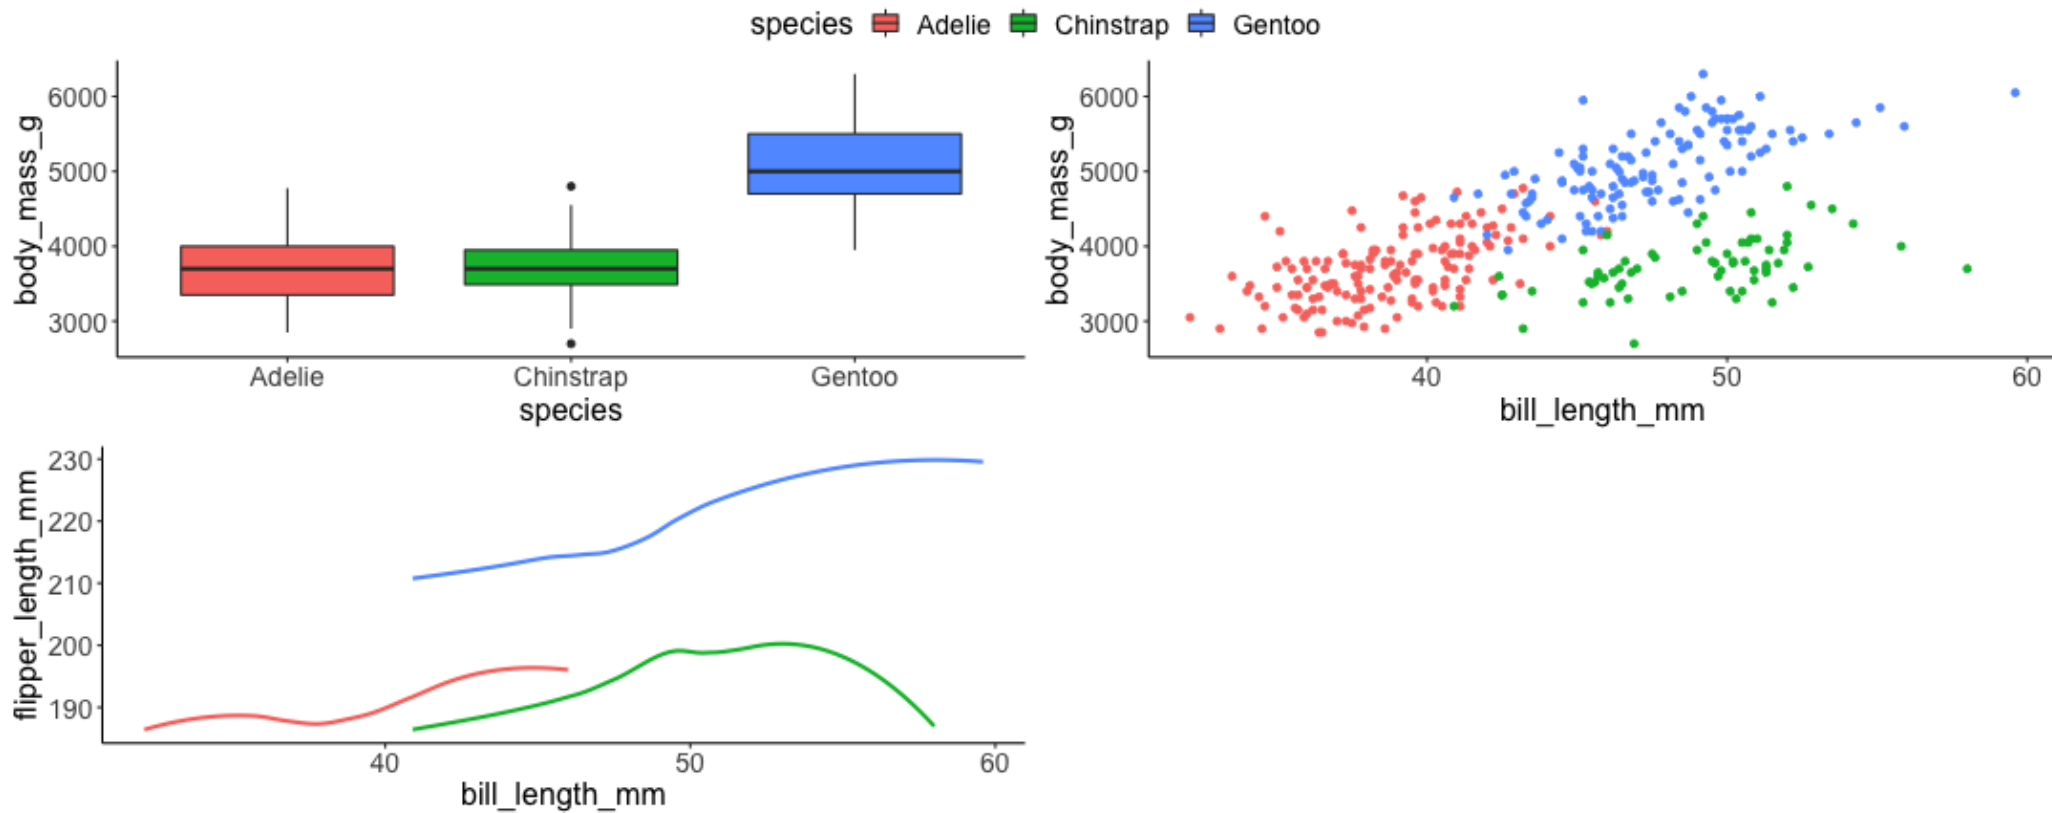 species Adelie Chinstrap Gentoo
body_mass_g
6000
5000
4000
3000
Adelie Chinstrap Gentoo
species
body_mass_g
6000
5000
4000
3000
40 50 60
bill_length_mm
flipper_length_mm
230
220
210
200
190
40 50 60
bill_length_mm